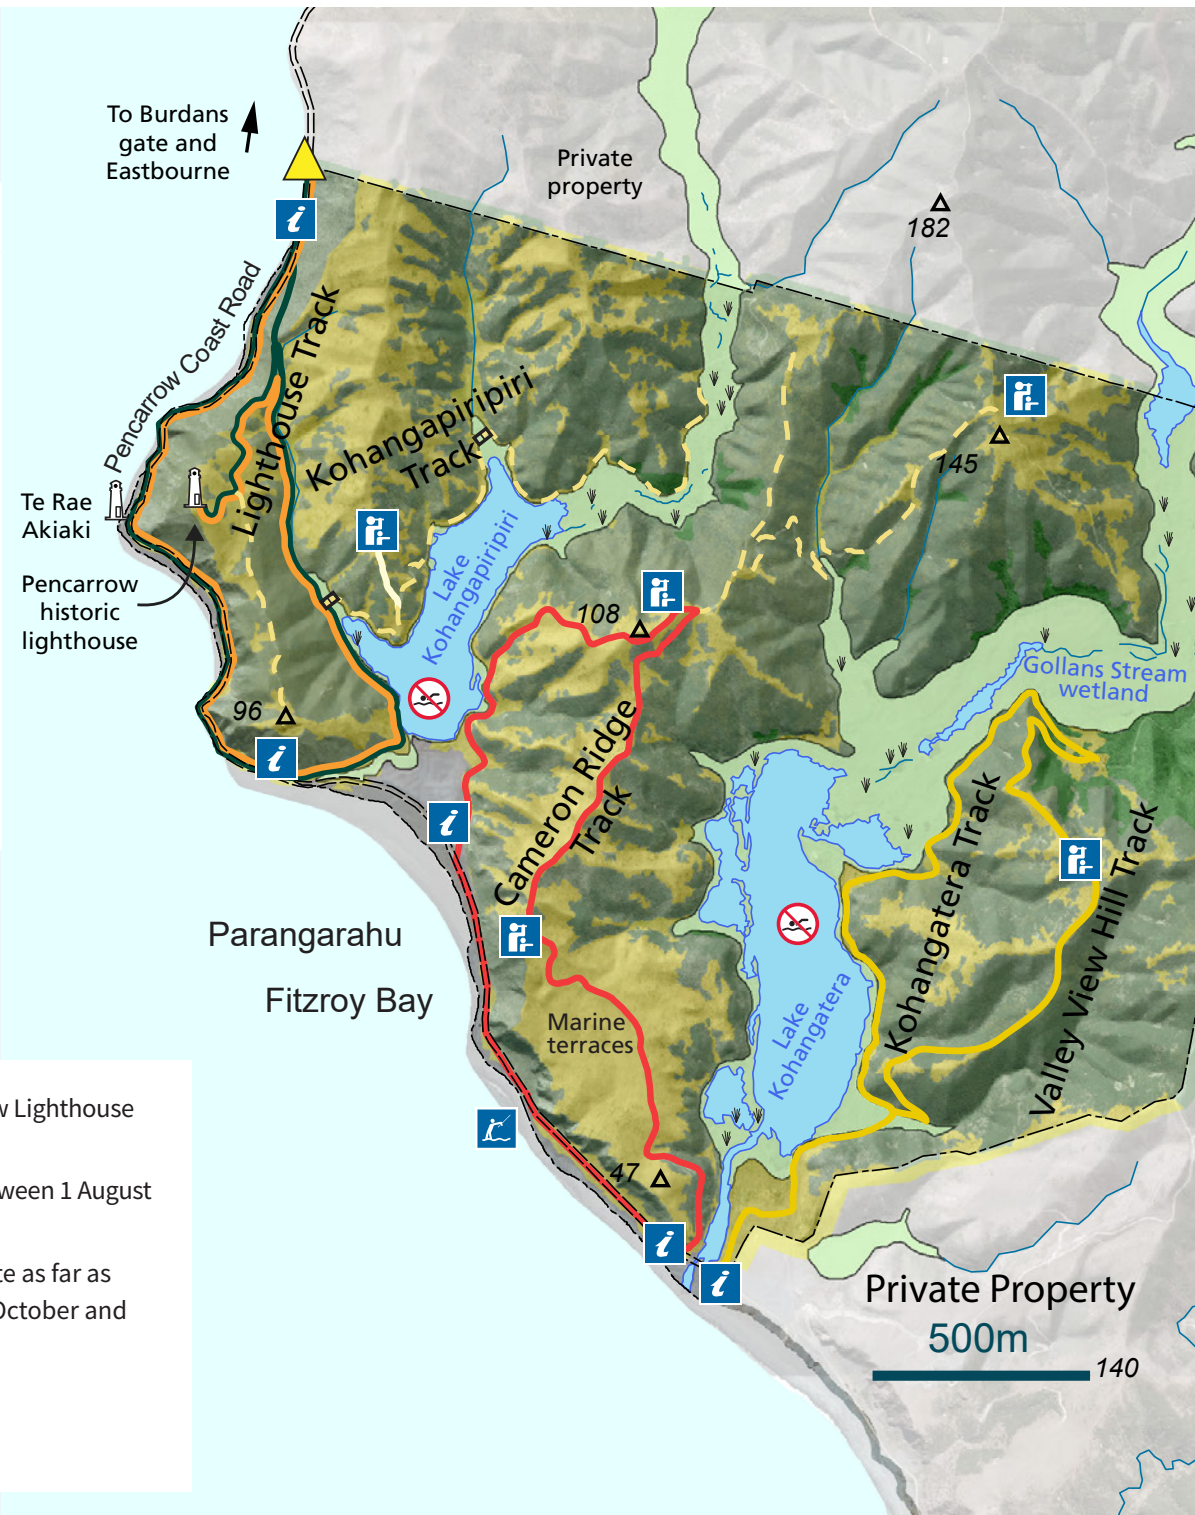 To Burdans
gate and
Eastbourne
Private
property
182
i
Pencarrow Coast Road
Lighthouse Track
Kohangapiripiri
Track
145
Te Rae
Akiaki
Pencarrow
historic
lighthouse
Lake
Kohangapiripiri
108
Gollans Stream
wetland
96
i
i
Cameron Ridge
Track
Kohangatera Track
Valley View Hill Track
Parangarahu
Fitzroy Bay
Marine
terraces
Lake
Kohangatera
w Lighthouse
ween 1 August
te as far as
October and
47
i
i
Private Property
500m
140